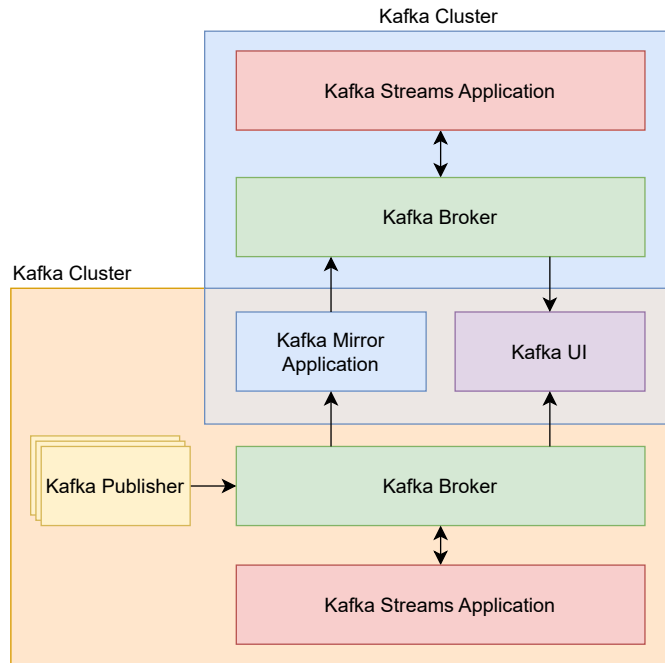 Kafka Cluster
Kafka Streams Application
Kafka Broker
Kafka Cluster
Kafka Mirror
Application
Kafka UI
Kafka Publisher
Kafka Broker
Kafka Streams Application